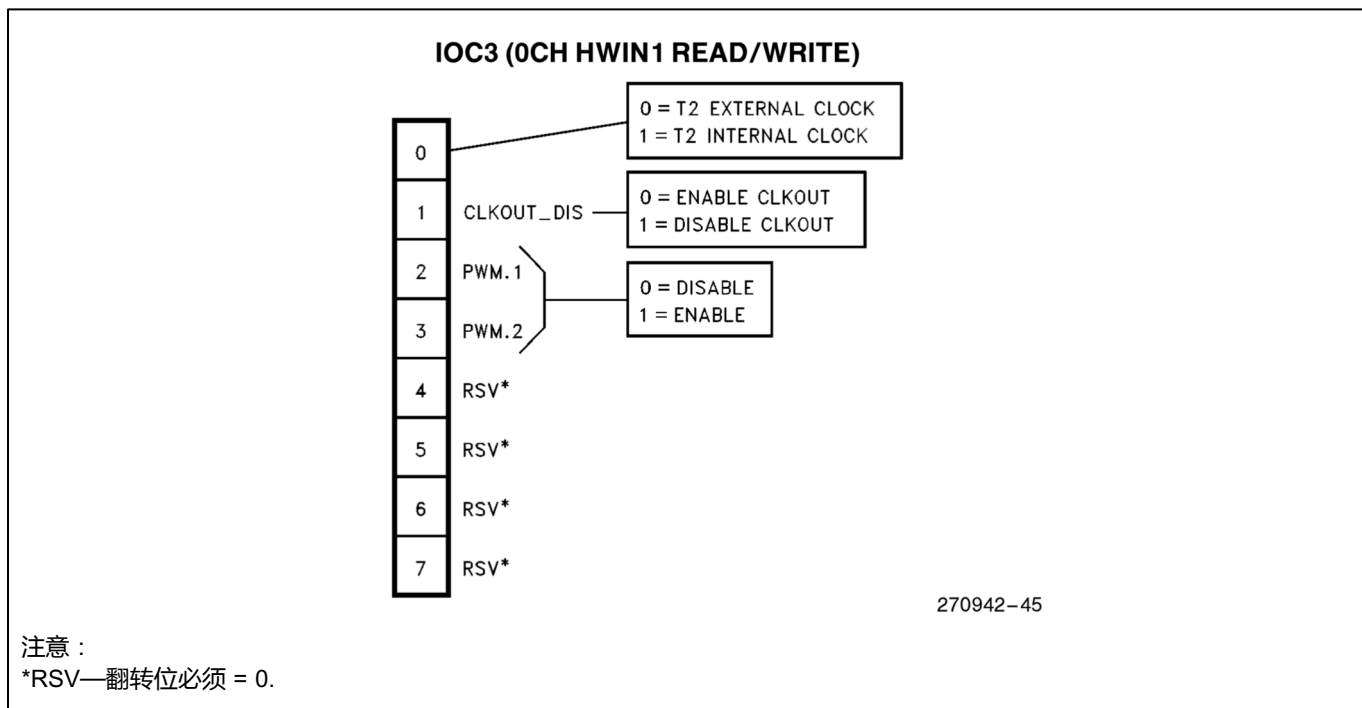 IOC3 (0CH HWIN1 READ/WRITE)
0 = T2 EXTERNAL CLOCK
1 = T2 INTERNAL CLOCK
0
1 CLKOUT_DIS
0 = ENABLE CLKOUT
1 = DISABLE CLKOUT
2 PWM.1
3 PWM.2
0 = DISABLE
1 = ENABLE
4 RSV*
5 RSV*
6 RSV*
7 RSV*
270942-45
注意：
*RSV—翻转位必须 = 0.